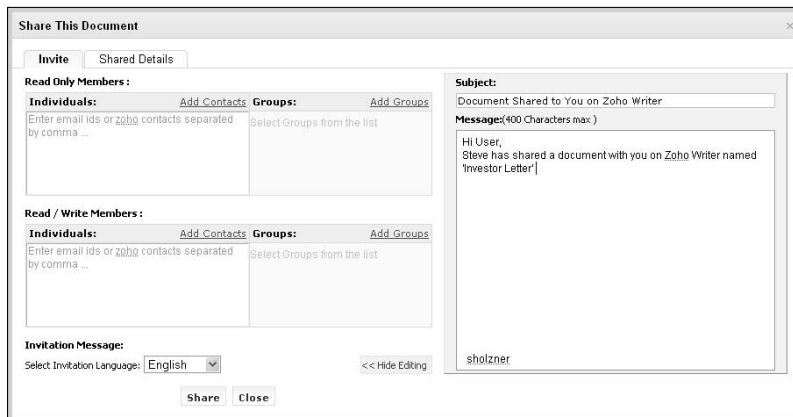 Share This Document
×
Invite
Shared Details
Read Only Members :
Individuals: Add Contacts
Enter email ids or zoho contacts separated
by comma ...
Groups: Add Groups
Select Groups from the list
Read / Write Members :
Individuals: Add Contacts
Enter email ids or zoho contacts separated
by comma ...
Groups: Add Groups
Select Groups from the list
Invitation Message:
Select Invitation Language: English
<< Hide Editing
Share Close
Subject:
Document Shared to You on Zoho Writer
Message:(400 Characters max )
Hi User,
Steve has shared a document with you on Zoho Writer named
'Investor Letter'
sholzner